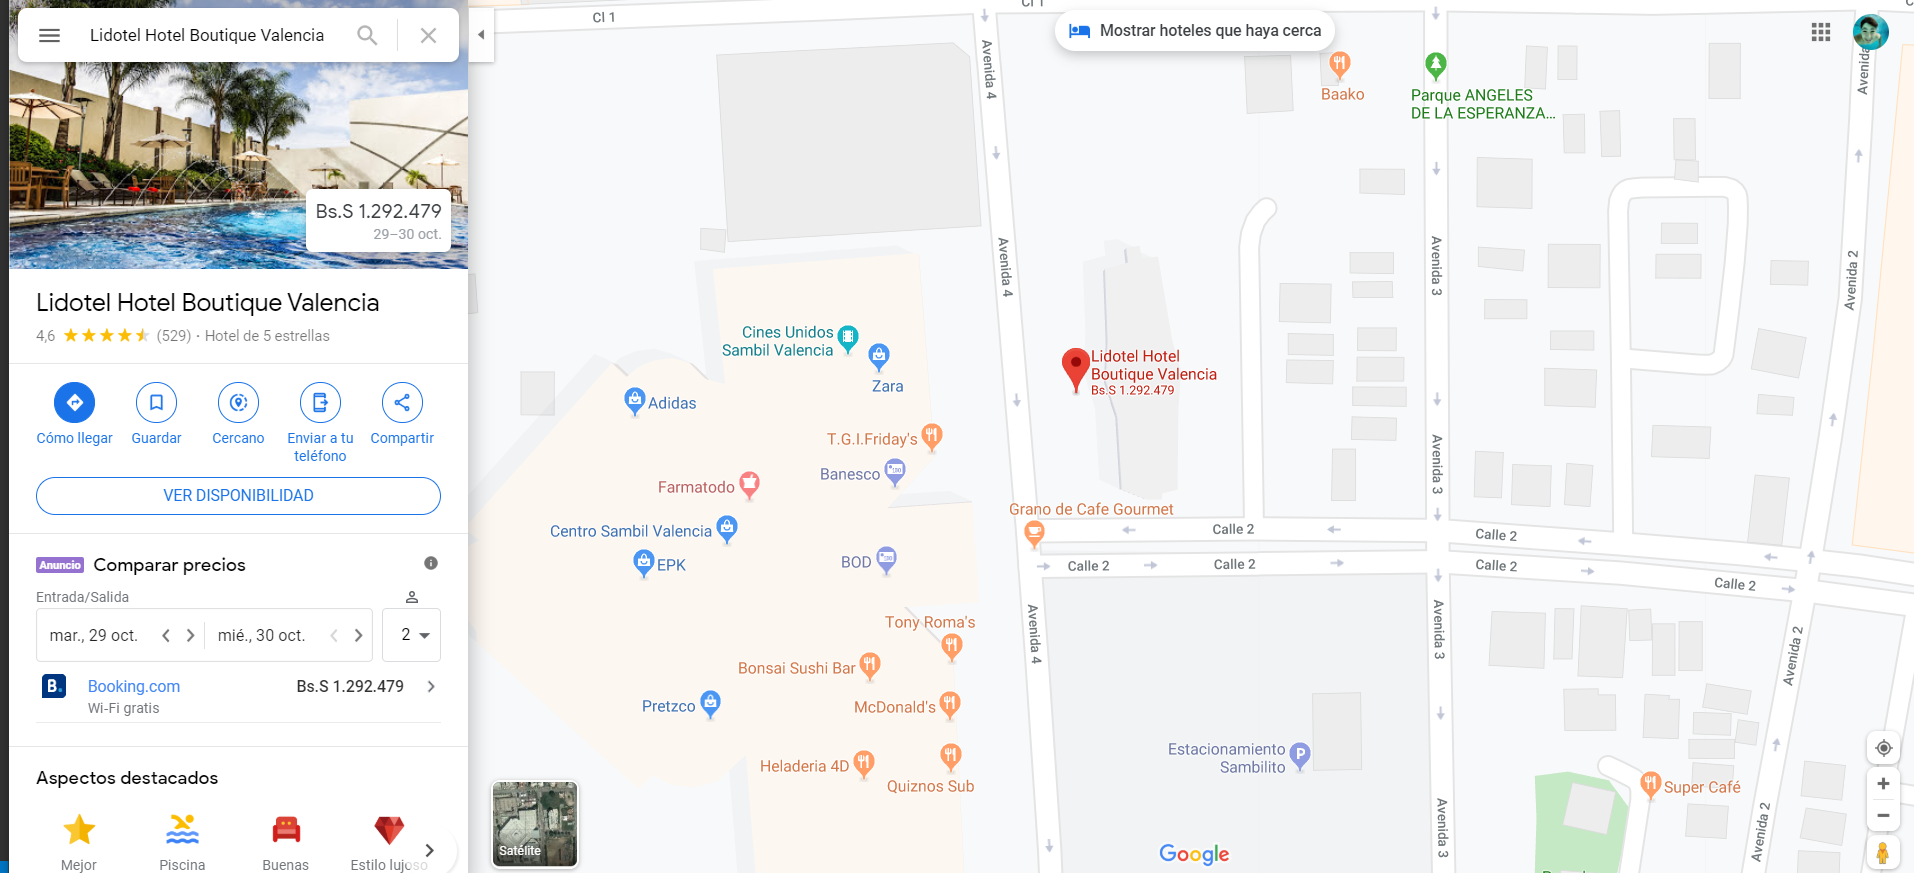 Lidotel Hotel Boutique Valencia
Bs.S 1.292.479
29–30 oct.
Lidotel Hotel Boutique Valencia
4,6 (529) · Hotel de 5 estrellas
Cómo llegar
Guardar
Cercano
Enviar a tu
teléfono
Compartir
VER DISPONIBILIDAD
Anuncio Comparar precios
Entrada/Salida
mar., 29 oct. mié., 30 oct. 2
B.
Booking.com Bs.S 1.292.479
Wi-Fi gratis
Aspectos destacados
Mejor
Piscina
Buenas
Estilo lujoso
Mostrar hoteles que haya cerca
Cl 1
Cl 1
Avenida 4
Avenida 4
Avenida 4
Baako
Parque ANGELES
DE LA ESPERANZA...
Avenida
Avenida 3
Avenida 2
Cines Unidos
Sambil Valencia
Zara
Adidas
Lidotel Hotel
Boutique Valencia
Bs.S 1.292.479
T.G.I.Friday's
Banesco
Farmatodo
Centro Sambil Valencia
EPK
BOD
Grano de Cafe Gourmet
Avenida 3
Calle 2
Calle 2
Calle 2
Calle 2
Calle 2
Calle 2
Avenida 3
Avenida 2
Tony Roma's
Bonsai Sushi Bar
McDonald's
Pretzco
Heladeria 4D
Quiznos Sub
Estacionamiento
Sambilito
P
Super Café
Avenida 3
Avenida 2
Satélite
Google